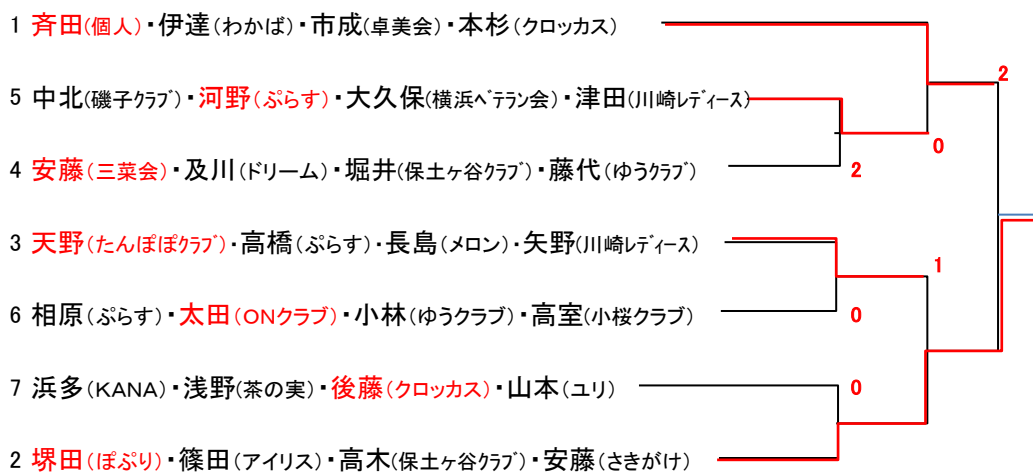 1 斉田(個人)・伊達(わかば)・市成(卓美会)・本杉(クロッカス)
2
5 中北(磯子クラブ)・河野(ぷらす)・大久保(横浜ベテラン会)・津田(川崎レディース)
0
4 安藤(三菜会)・及川(ドリーム)・堀井(保土ヶ谷クラブ)・藤代(ゆうクラブ)
2
3 天野(たんぽぽクラブ)・高橋(ぷらす)・長島(メロン)・矢野(川崎レディース)
1
6 相原(ぷらす)・太田(ONクラブ)・小林(ゆうクラブ)・高室(小桜クラブ)
0
7 浜多(KANA)・浅野(茶の実)・後藤(クロッカス)・山本(ユリ)
0
2 堺田(ぽぷり)・篠田(アイリス)・高木(保土ヶ谷クラブ)・安藤(さきがけ)